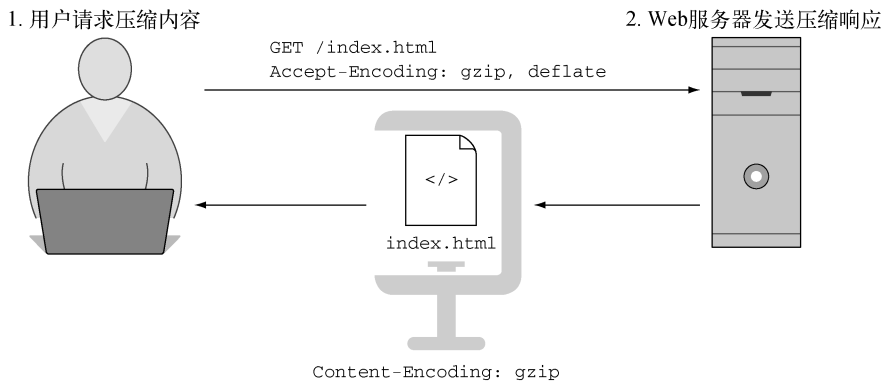 1. 用户请求压缩内容
2. Web服务器发送压缩响应
GET /index.html
Accept-Encoding: gzip, deflate
</>
index.html
Content-Encoding: gzip